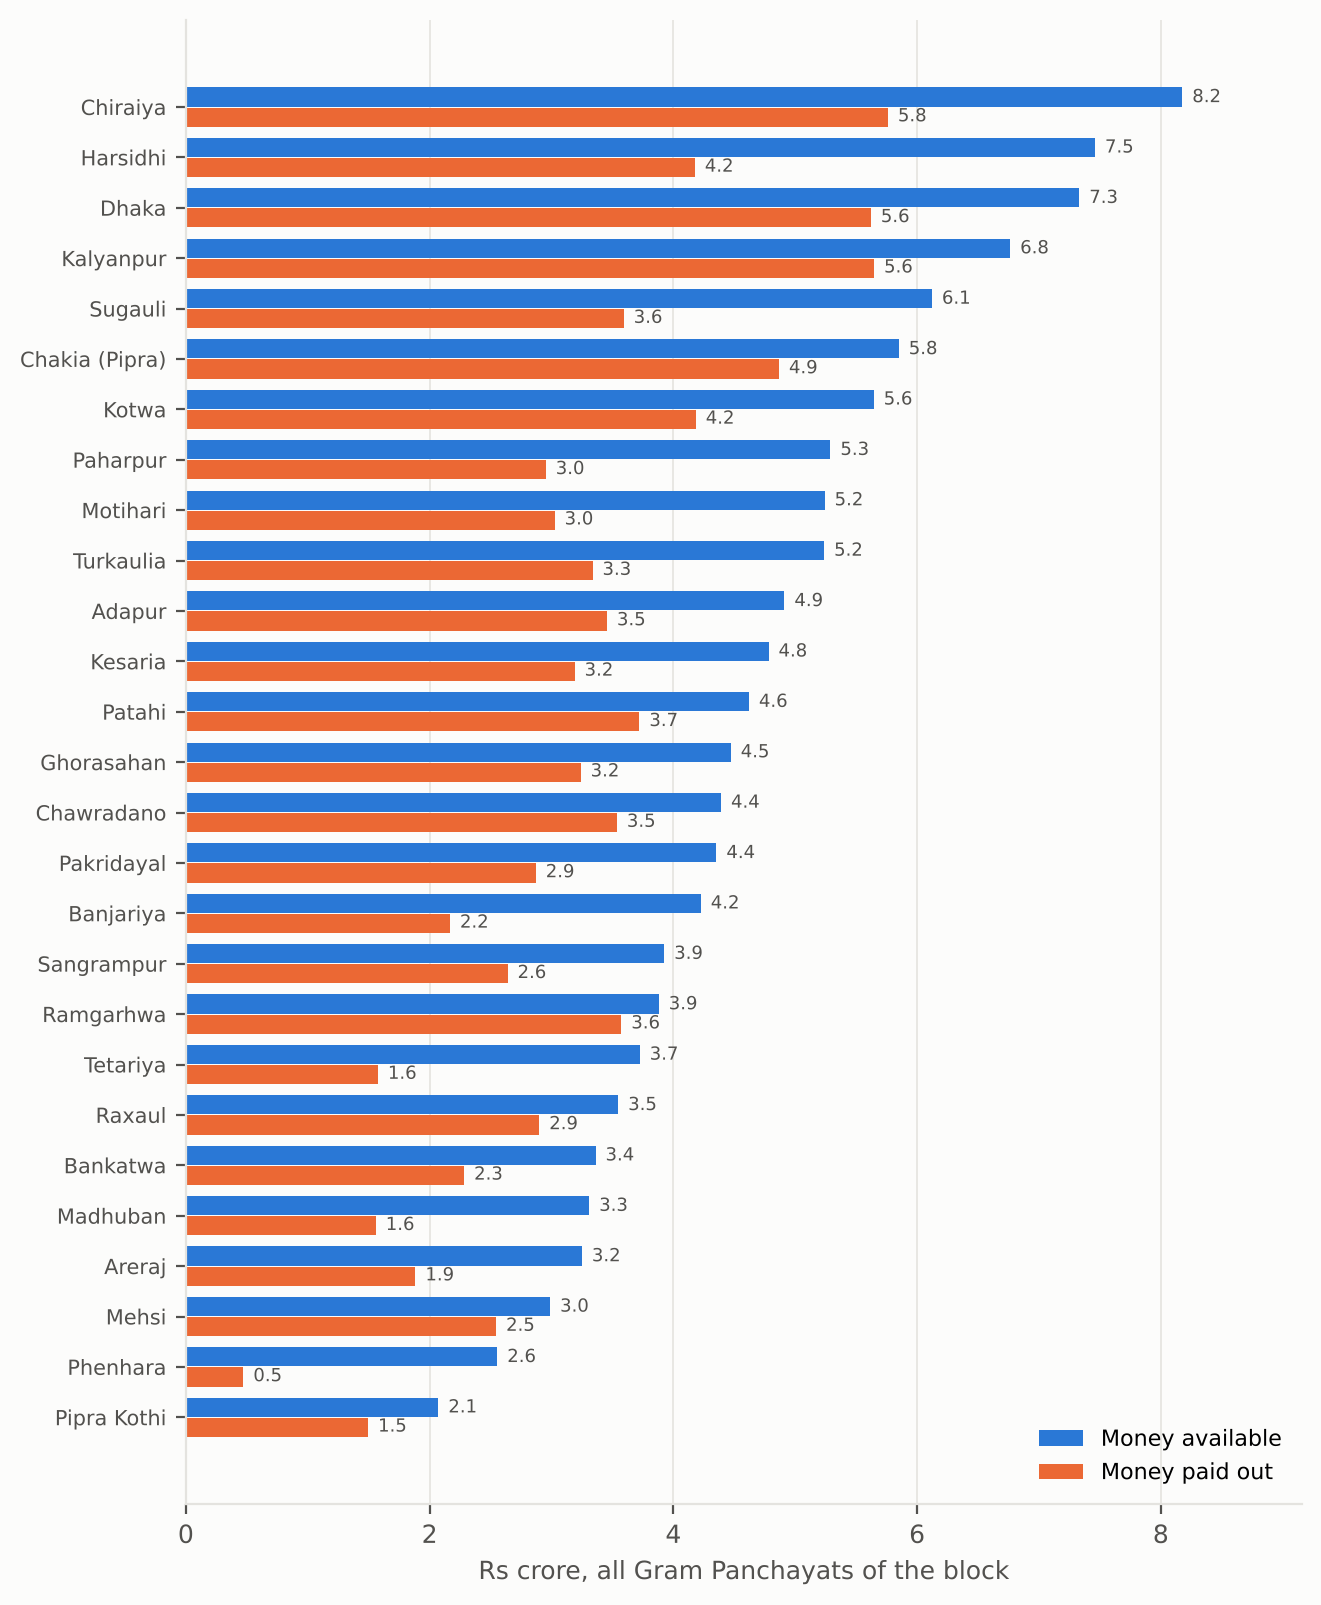 Chiraiya 8.2
5.8
Harsidhi 7.5
4.2
Dhaka 7.3
5.6
Kalyanpur 6.8
5.6
Sugauli 6.1
3.6
Chakia (Pipra) 5.8
4.9
Kotwa 5.6
4.2
Paharpur 5.3
3.0
Motihari 5.2
3.0
Turkaulia 5.2
3.3
Adapur 4.9
3.5
Kesaria 4.8
3.2
Patahi 4.6
3.7
Ghorasahan 4.5
3.2
Chawradano 4.4
3.5
Pakridayal 4.4
2.9
Banjariya 4.2
2.2
Sangrampur 3.9
2.6
Ramgarhwa 3.9
3.6
Tetariya 3.7
1.6
Raxaul 3.5
2.9
Bankatwa 3.4
2.3
Madhuban 3.3
1.6
Areraj 3.2
1.9
Mehsi 3.0
2.5
Phenhara 2.6
0.5
Pipra Kothi 2.1
1.5
Money available
Money paid out
0 2 4 6 8
Rs crore, all Gram Panchayats of the block